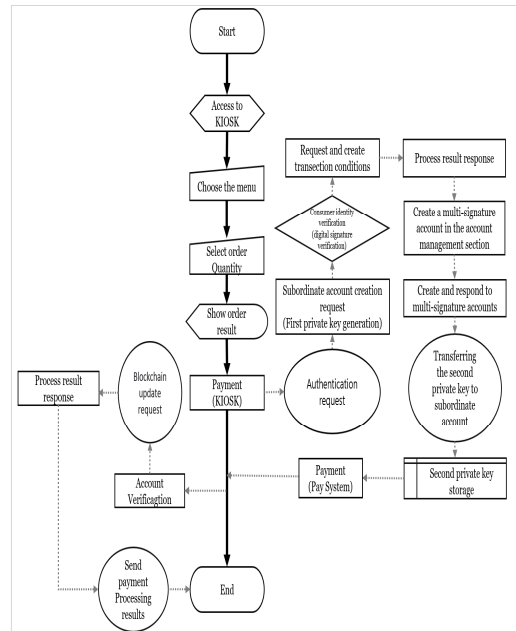 Start
Access to
KIOSK
Choose the menu
Select order
Quantity
Show order
result
Payment
(KIOSK)
Authentication
request
Subordinate account creation
request
(First private key generation)
Consumer identity
verification
(digital signature
verification)
Request and create
transection conditions
Process result response
Create a multi-signature
account in the account
management section
Create and respond to
multi-signature accounts
Transferring
the second
private key to
subordinate
account
Second private key
storage
Payment
(Pay System)
Account
Verificagtion
Blockchain
update
request
Process result
response
Send
payment
Processing
results
End